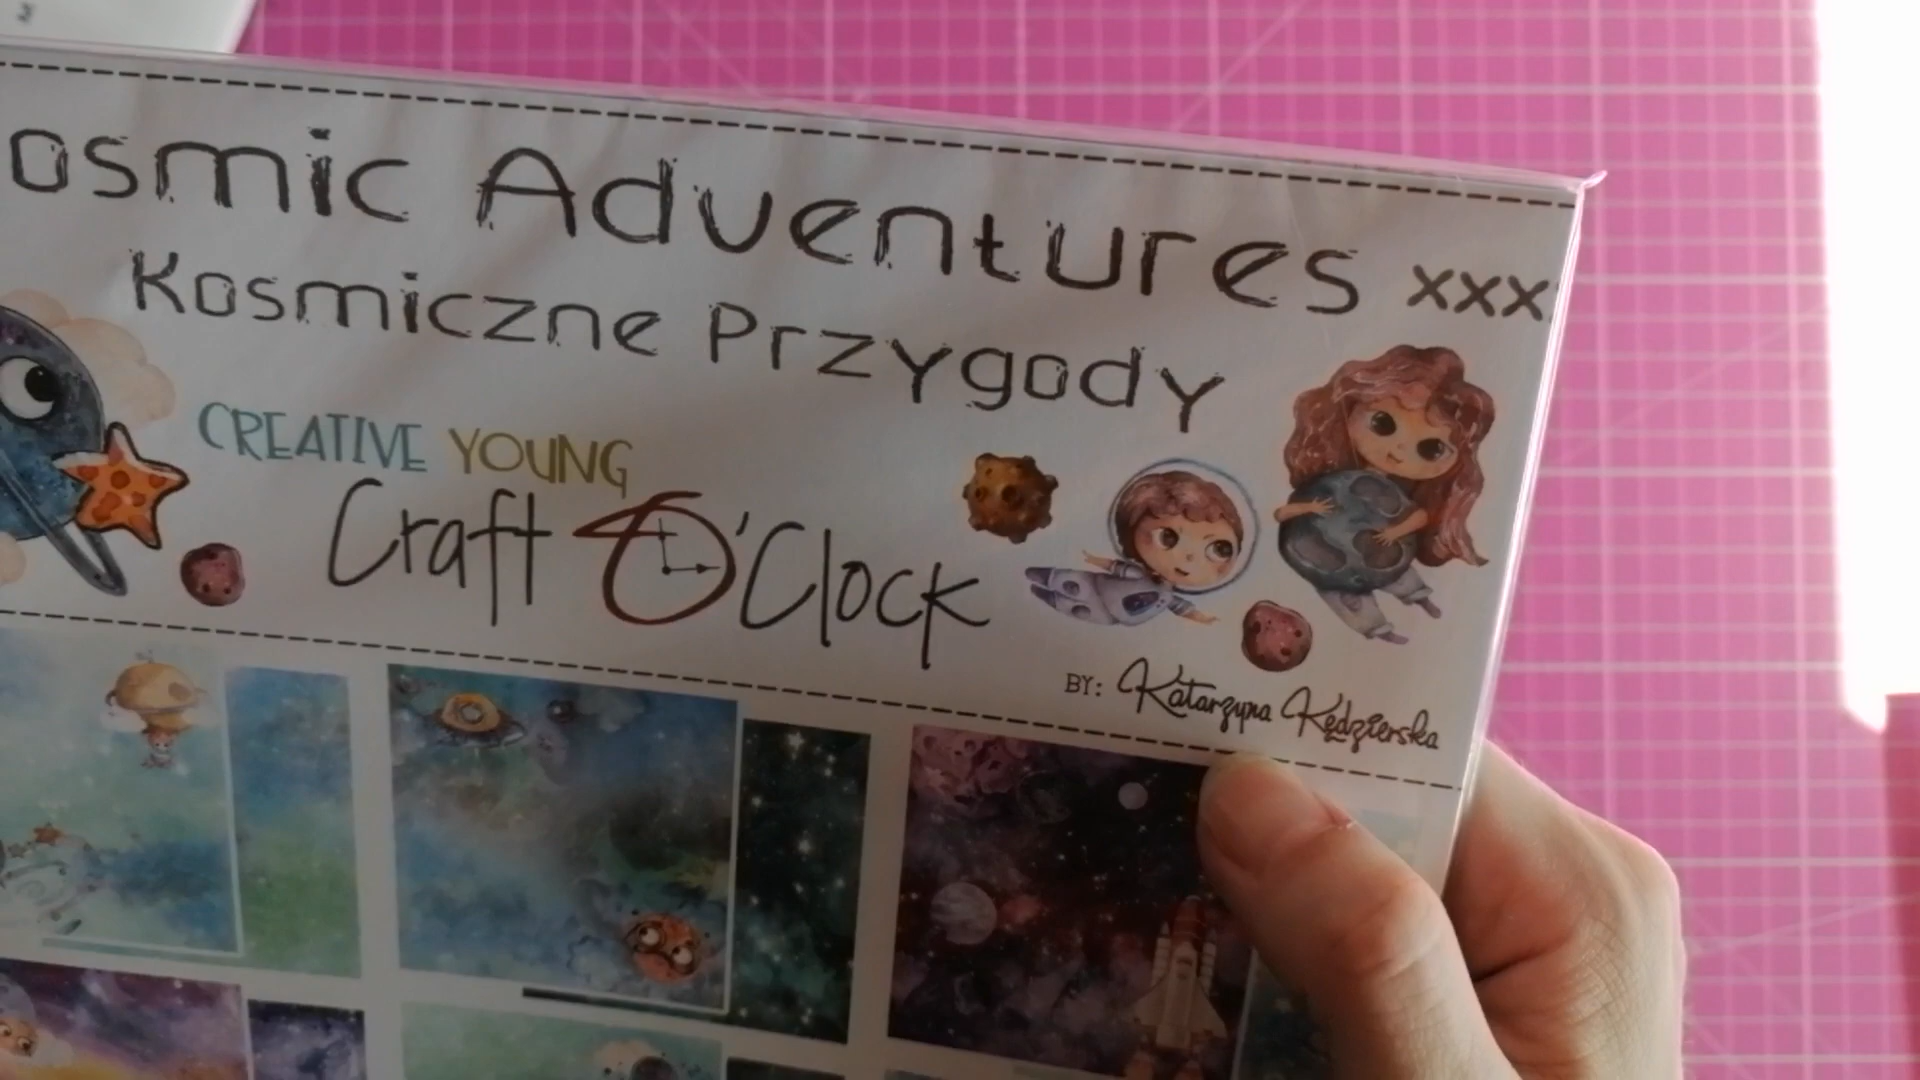 osmic Adventures xxx
Kosmiczne Przygody
CREATIVE YOUNG
Craft O'Clock
BY: Katarzyna Kędzierska